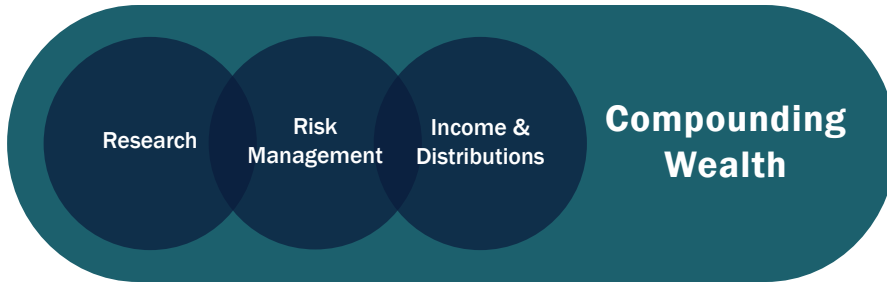 Research
Risk
Management
Income &
Distributions
Compounding
Wealth